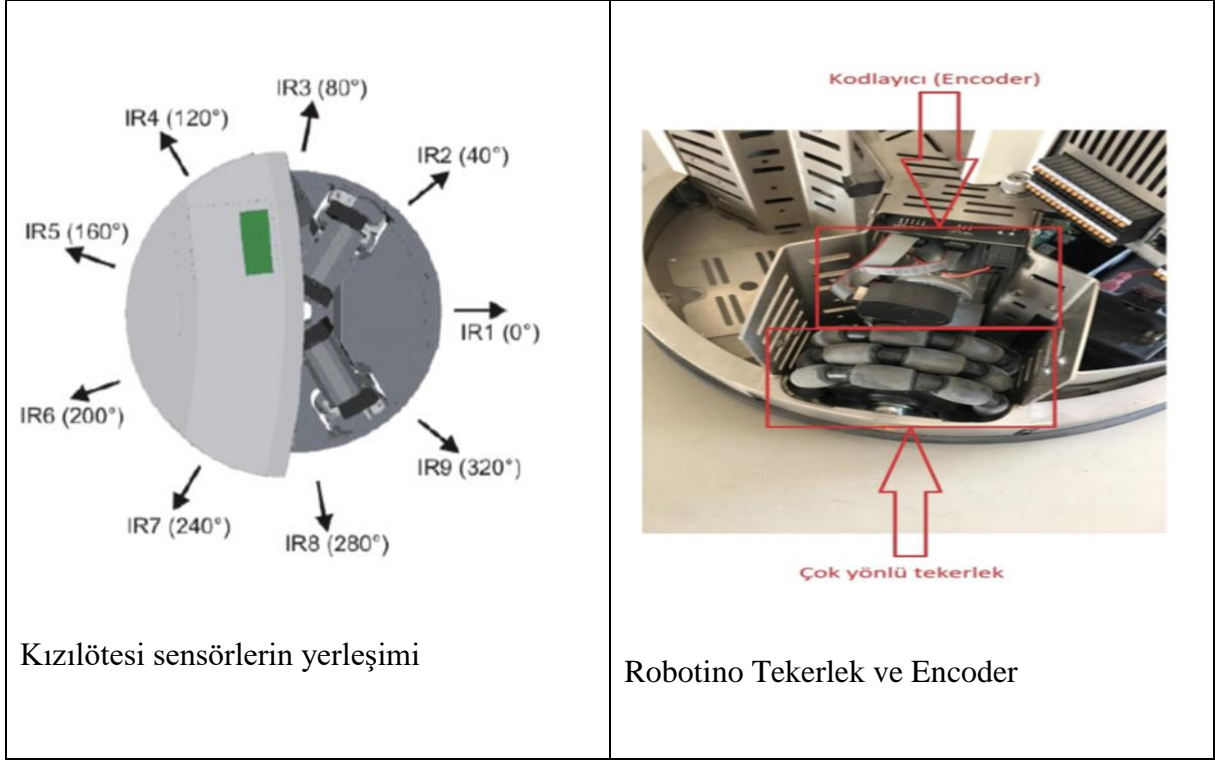 IR3 (80°)
IR4 (120°)
IR2 (40°)
IR5 (160°)
IR1 (0°)
IR6 (200°)
IR9 (320°)
IR7 (240°)
IR8 (280°)
Kızılötesi sensörlerin yerleşimi
Kodlayıcı (Encoder)
Çok yönlü tekerlek
Robotino Tekerlek ve Encoder